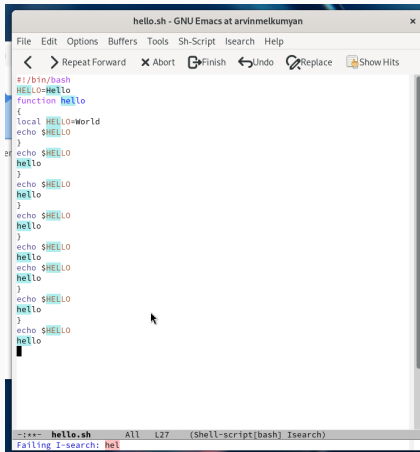 hello.sh - GNU Emacs at arvinmelkumyan ×
File Edit Options Buffers Tools Sh-Script Isearch Help
Repeat Forward Abort Finish Undo Replace Show Hits
#!/bin/bash
HELLO=Hello
function hello
{
local HELLO=World
echo $HELLO
}
echo $HELLO
hello
}
echo $HELLO
hello
}
echo $HELLO
hello
}
echo $HELLO
hello
echo $HELLO
hello
}
echo $HELLO
hello
}
echo $HELLO
hello
-:**- hello.sh All L27 (Shell-script[bash] Isearch)
Failing I-search: hel